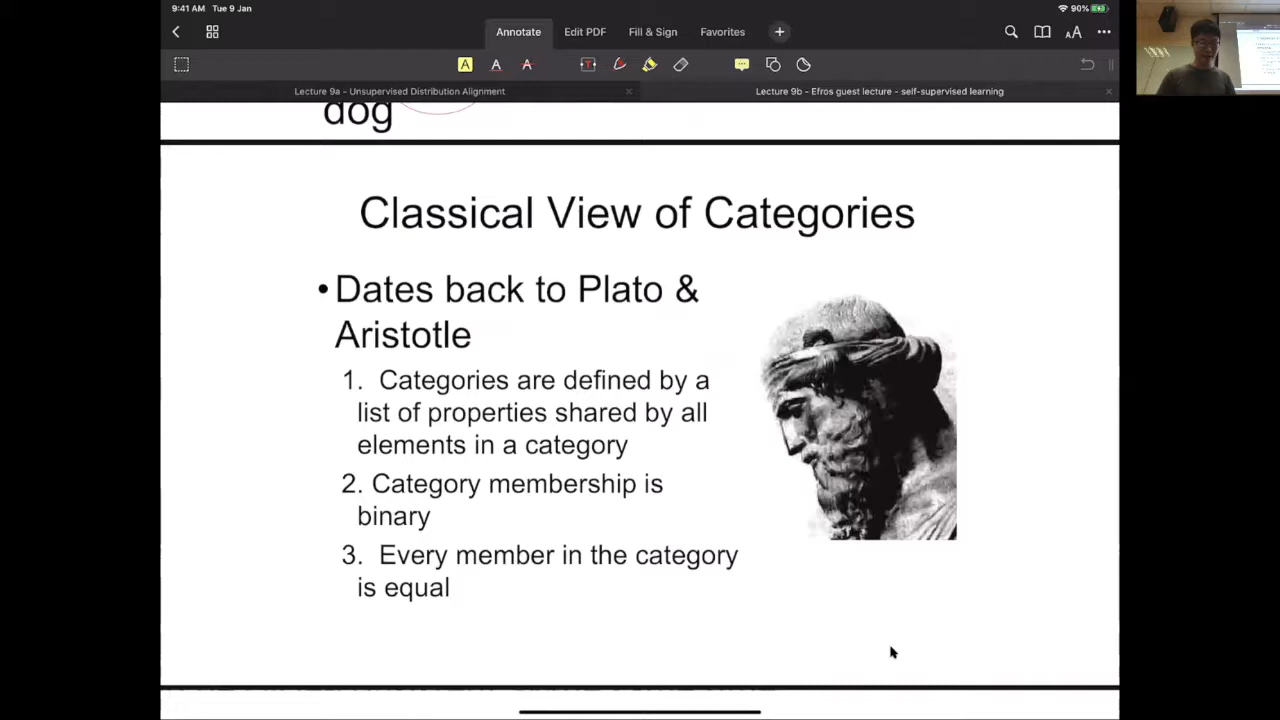 9:41 AM Tue 9 Jan
90%
Annotate
Edit PDF
Fill & Sign
Favorites
Lecture 9a - Unsupervised Distribution Alignment
Lecture 9b - Efros guest lecture - self-supervised learning
dog
Classical View of Categories
• Dates back to Plato &
Aristotle
1. Categories are defined by a
list of properties shared by all
elements in a category
2. Category membership is
binary
3. Every member in the category
is equal